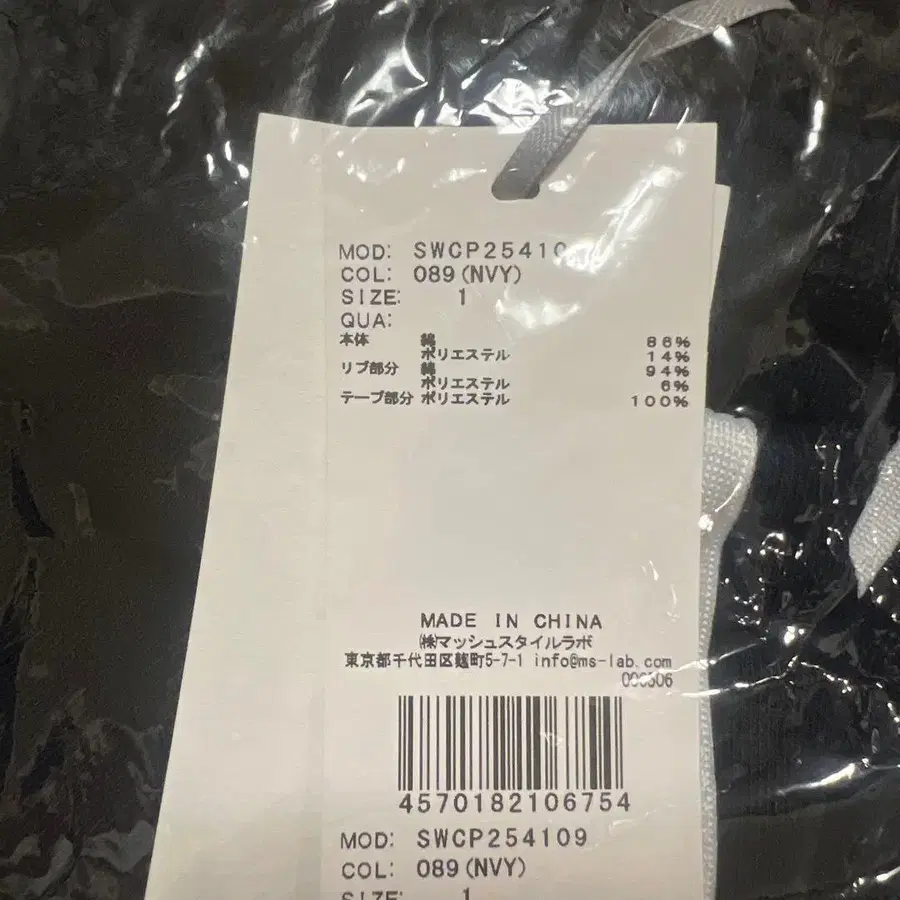 MOD: SWCP25410
COL: 089(NVY)
SIZE: 1
QUA:
本体 綿 86%
ポリエステル 14%
リブ部分 綿 94%
ポリエステル 6%
テープ部分 ポリエステル 100%
MADE IN CHINA
㈱マッシュスタイルラボ
東京都千代田区麹町5-7-1 info@ms-lab.com
000506
4570182106754
MOD: SWCP254109
COL: 089(NVY)
SIZE: 1